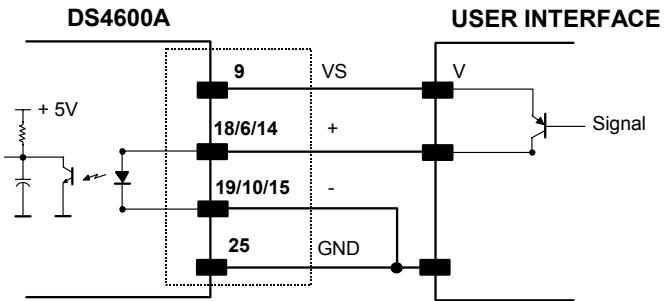 DS4600A
USER INTERFACE
9 VS V
+ 5V
18/6/14 +
Signal
19/10/15 -
25 GND